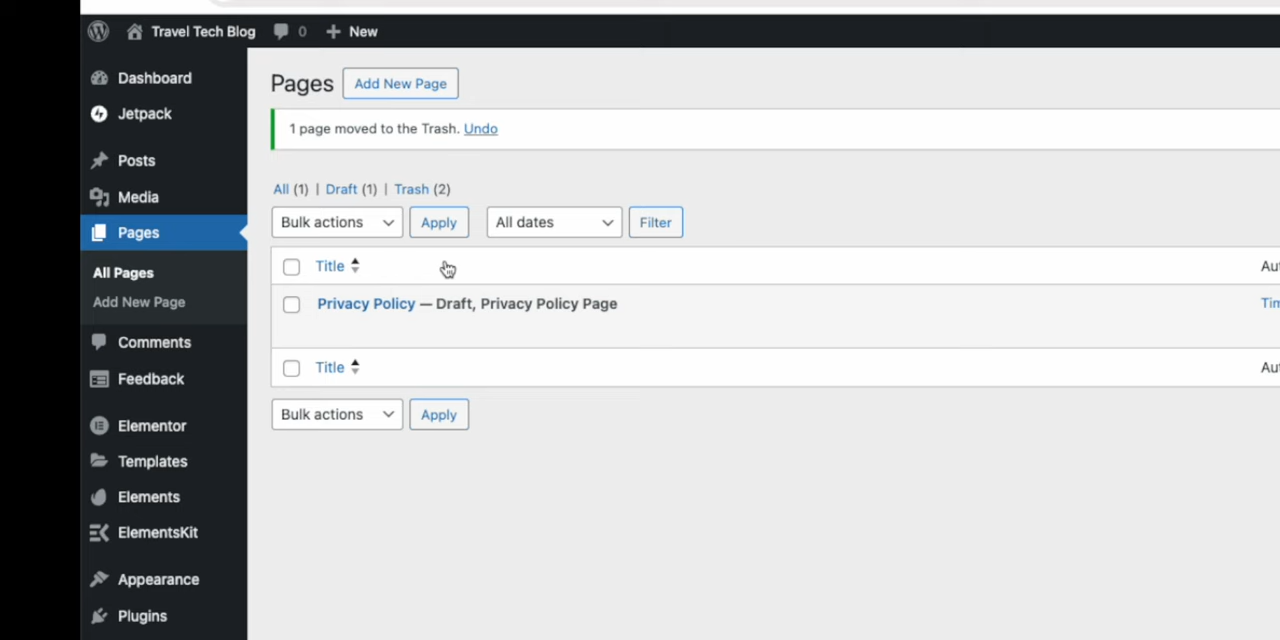 Travel Tech Blog 0 New
Dashboard
Jetpack
Posts
Media
Pages
All Pages
Add New Page
Comments
Feedback
Elementor
Templates
Elements
ElementsKit
Appearance
Plugins
Pages Add New Page
1 page moved to the Trash. Undo
All (1) | Draft (1) | Trash (2)
Bulk actions Apply All dates Filter
Title Au
Privacy Policy — Draft, Privacy Policy Page Tim
Title Au
Bulk actions Apply